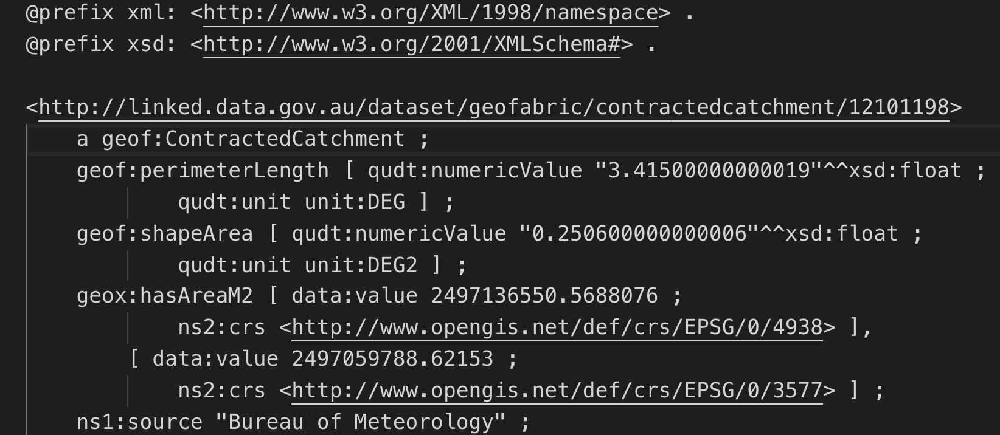 @prefix xml: <http://www.w3.org/XML/1998/namespace> .
@prefix xsd: <http://www.w3.org/2001/XMLSchema#> .
<http://linked.data.gov.au/dataset/geofabric/contractedcatchment/12101198>
a geof:ContractedCatchment ;
geof:perimeterLength [ qudt:numericValue "3.41500000000019"^^xsd:float ;
qudt:unit unit:DEG ] ;
geof:shapeArea [ qudt:numericValue "0.250600000000006"^^xsd:float ;
qudt:unit unit:DEG2 ] ;
geox:hasAreaM2 [ data:value 2497136550.5688076 ;
ns2:crs <http://www.opengis.net/def/crs/EPSG/0/4938> ],
[ data:value 2497059788.62153 ;
ns2:crs <http://www.opengis.net/def/crs/EPSG/0/3577> ] ;
ns1:source "Bureau of Meteorology" ;